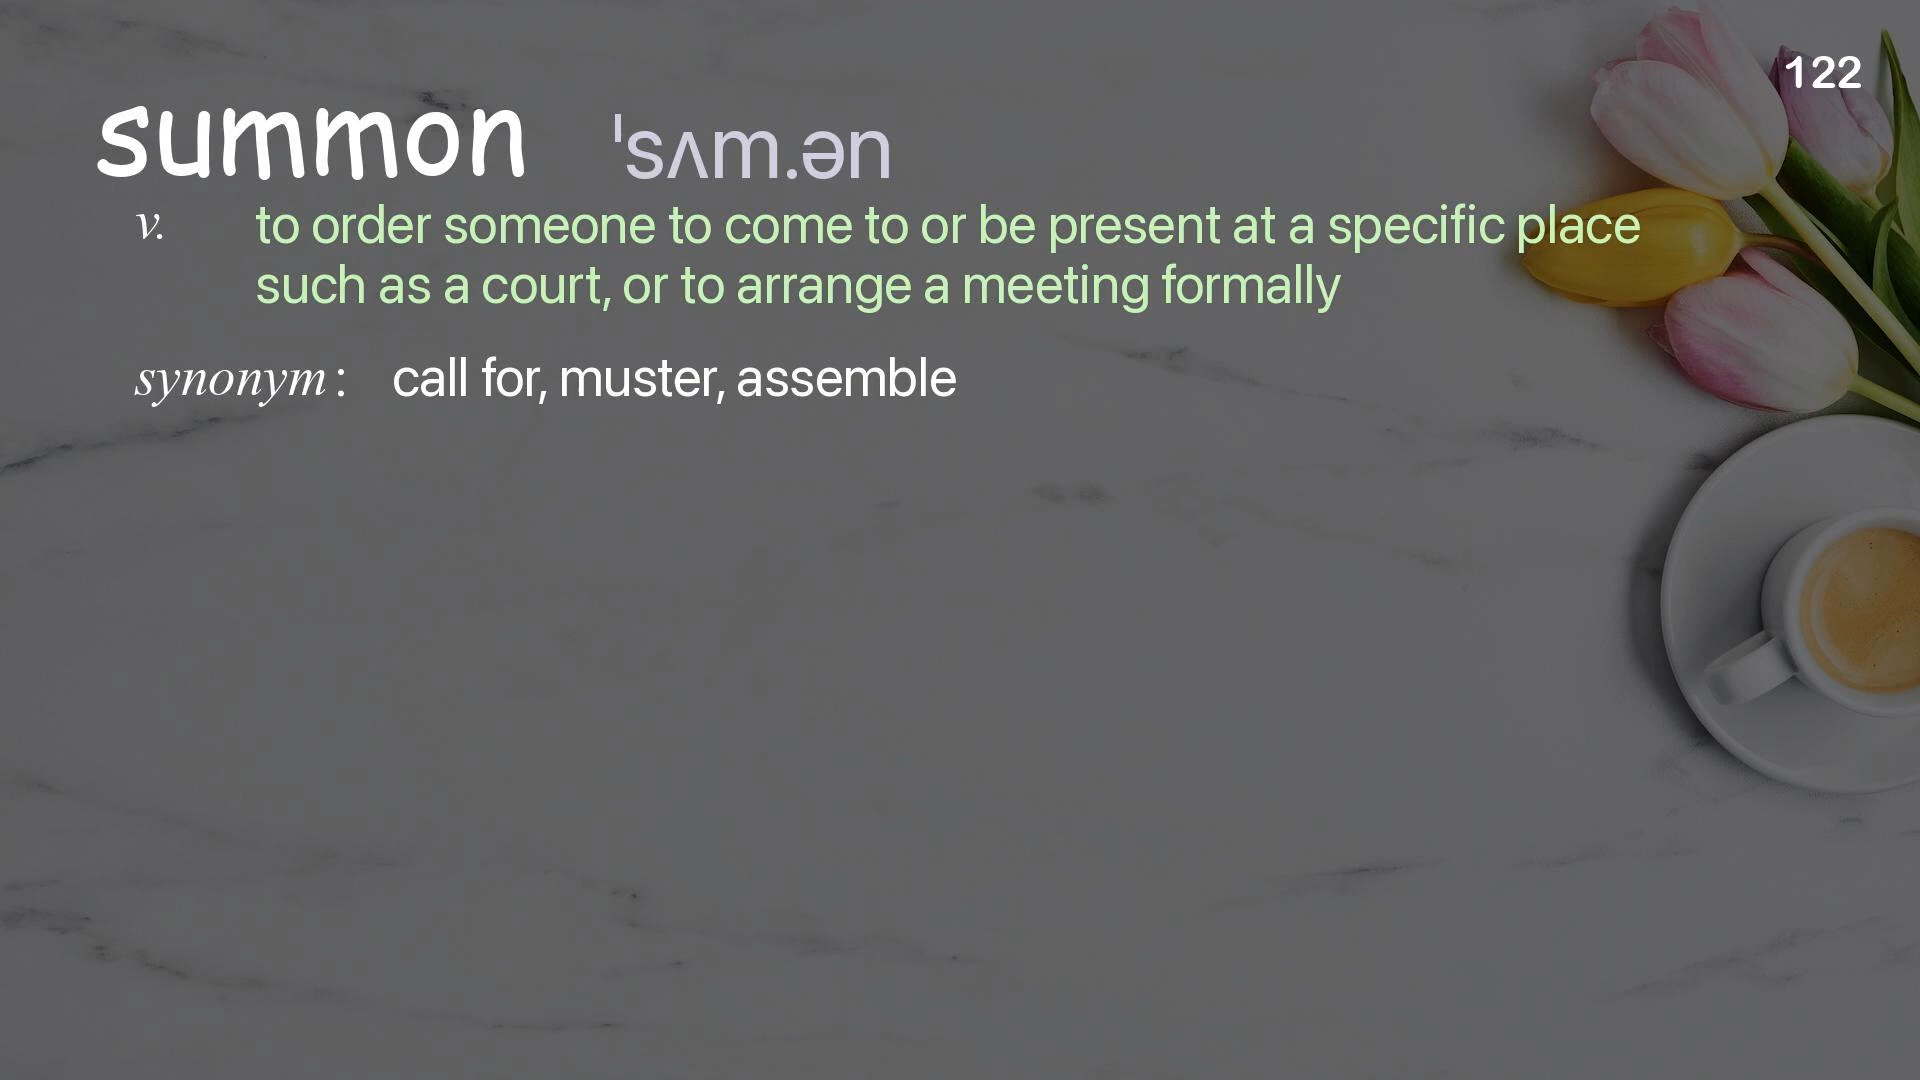 122
summon ˈsʌm.ən
v. to order someone to come to or be present at a specific place
such as a court, or to arrange a meeting formally
synonym : call for, muster, assemble